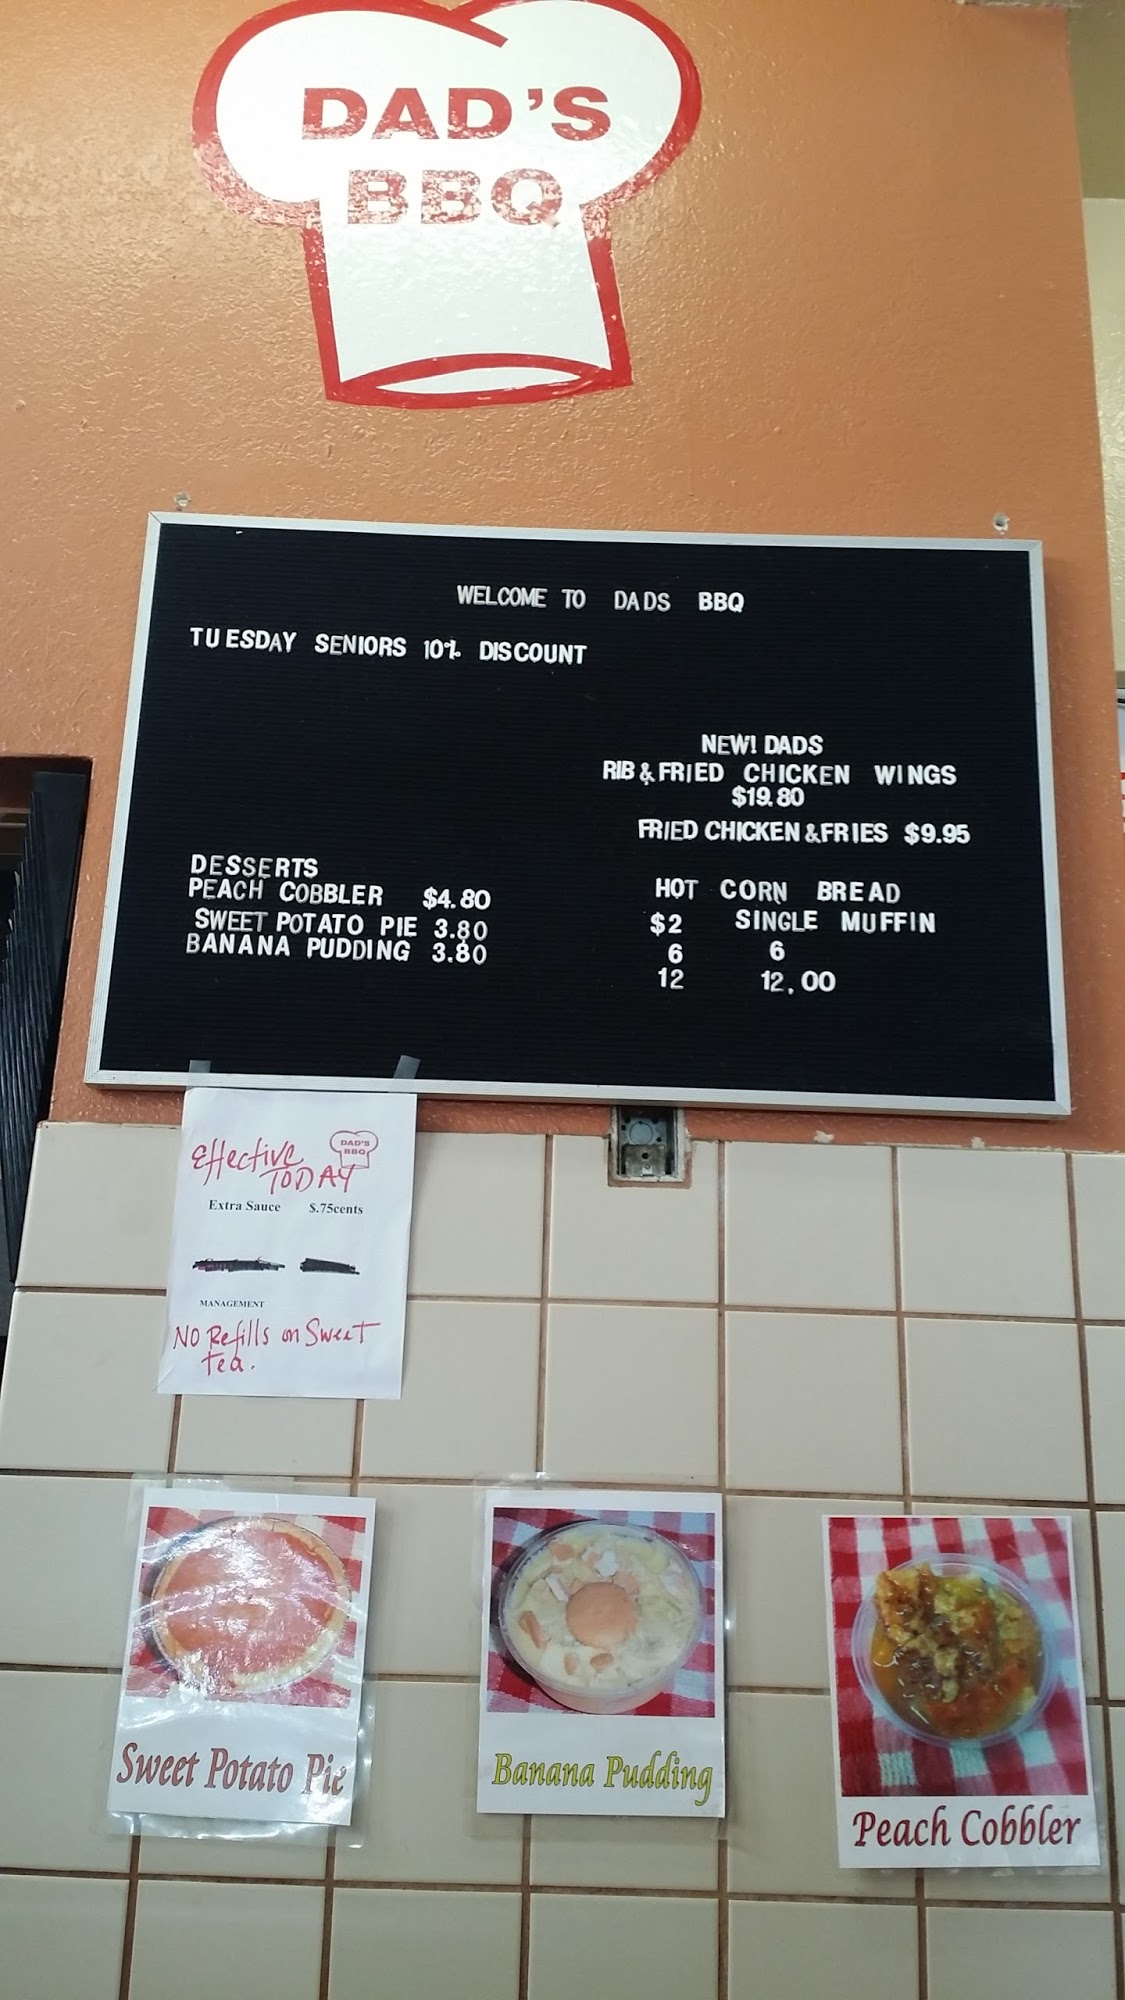 DAD'S
BBQ
WELCOME TO DADS BBQ
TUESDAY SENIORS 10% DISCOUNT
NEW! DADS
RIB & FRIED CHICKEN WINGS
$19.80
FRIED CHICKEN & FRIES $9.95
DESSERTS
PEACH COBBLER $4.80
SWEET POTATO PIE 3.80
BANANA PUDDING 3.80
HOT CORN BREAD
$2 SINGLE MUFFIN
6 6
12 12,00
Effective
TODAY
DAD'S
BBQ
Extra Sauce $.75cents
MANAGEMENT
NO Refills on Sweet
Tea.
Sweet Potato Pie
Banana Pudding
Peach Cobbler